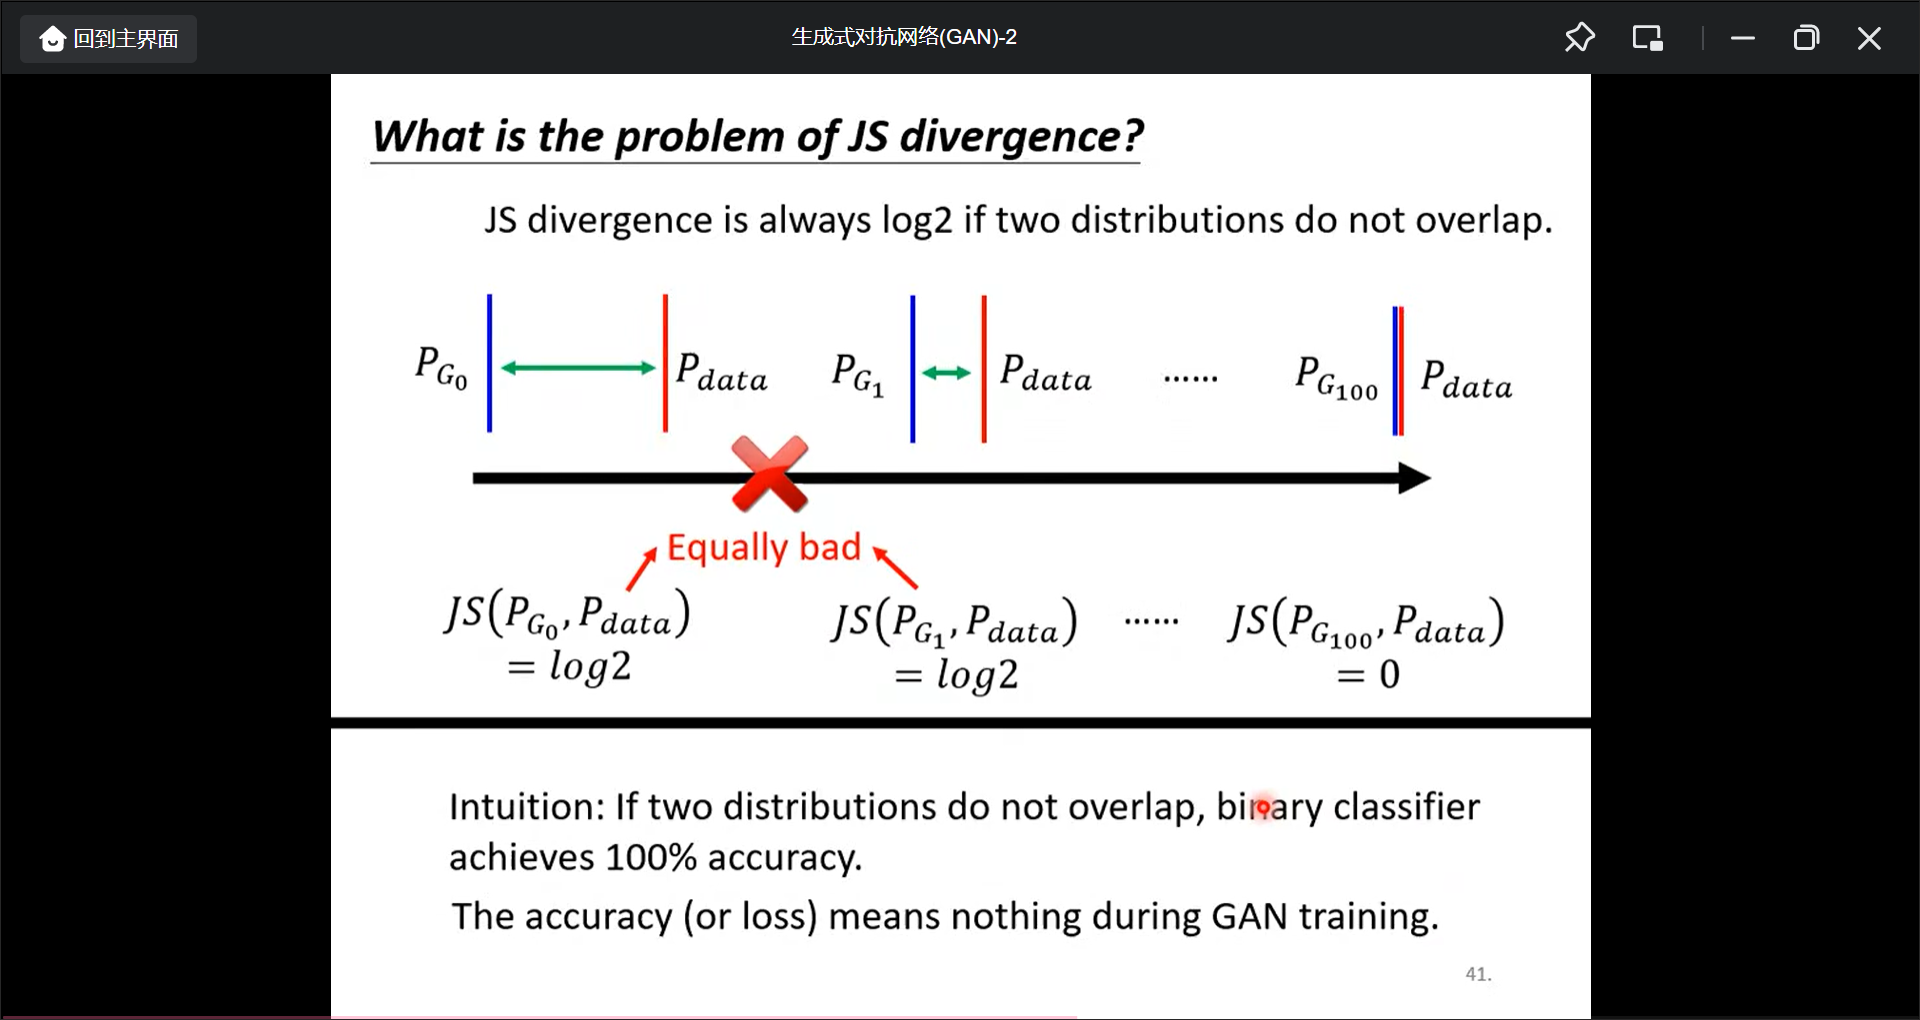 回到主界面
生成式对抗网络(GAN)-2
What is the problem of JS divergence?
JS divergence is always log2 if two distributions do not overlap.
P_{G_0} P_{data} P_{G_1} P_{data} …… P_{G_{100}} P_{data}
Equally bad
JS(P_{G_0}, P_{data}) JS(P_{G_1}, P_{data}) …… JS(P_{G_{100}}, P_{data})
= log2 = log2 = 0
Intuition: If two distributions do not overlap, binary classifier
achieves 100% accuracy.
The accuracy (or loss) means nothing during GAN training.
41.